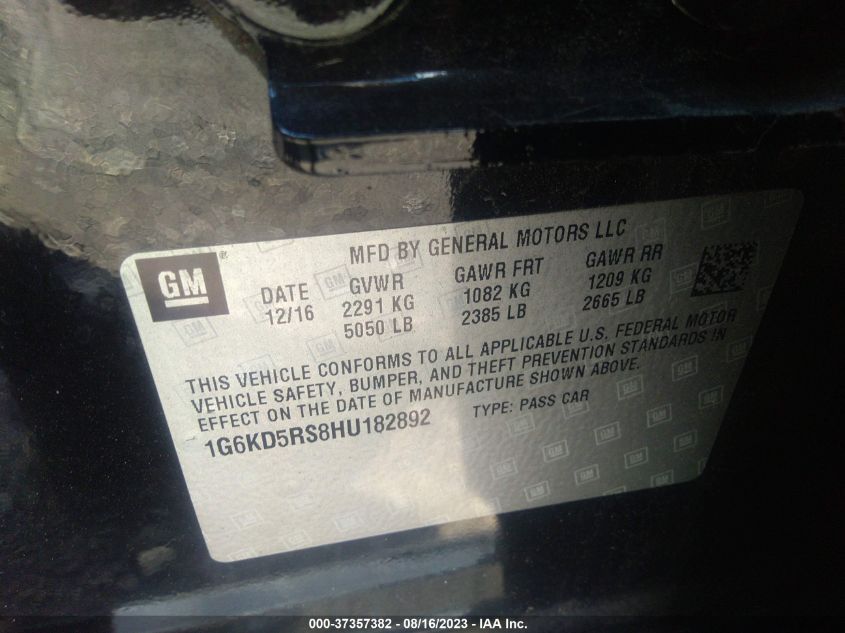 MFD BY GENERAL MOTORS LLC
GM®
DATE GVWR GAWR FRT GAWR RR
12/16 2291 KG 1082 KG 1209 KG
5050 LB 2385 LB 2665 LB
THIS VEHICLE CONFORMS TO ALL APPLICABLE U.S. FEDERAL MOTOR
VEHICLE SAFETY, BUMPER, AND THEFT PREVENTION STANDARDS IN
EFFECT ON THE DATE OF MANUFACTURE SHOWN ABOVE.
1G6KD5RS8HU182892 TYPE: PASS CAR
000-37357382 - 08/16/2023 - IAA Inc.